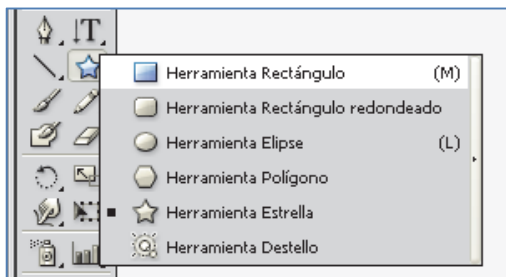 Herramienta Rectángulo (M)
Herramienta Rectángulo redondeado
Herramienta Elipse (L)
Herramienta Polígono
Herramienta Estrella
Herramienta Destello